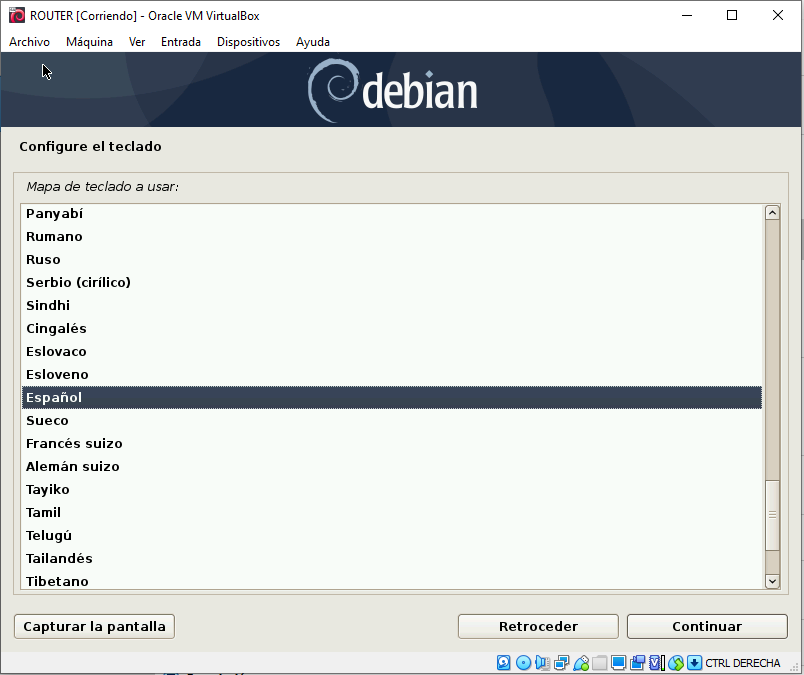 ROUTER [Corriendo] - Oracle VM VirtualBox
Archivo Máquina Ver Entrada Dispositivos Ayuda
debian
Configure el teclado
Mapa de teclado a usar:
Panyabí
Rumano
Ruso
Serbio (cirílico)
Sindhi
Cingalés
Eslovaco
Esloveno
Español
Sueco
Francés suizo
Alemán suizo
Tayiko
Tamil
Telugú
Tailandés
Tibetano
Capturar la pantalla Retroceder Continuar
CTRL DERECHA